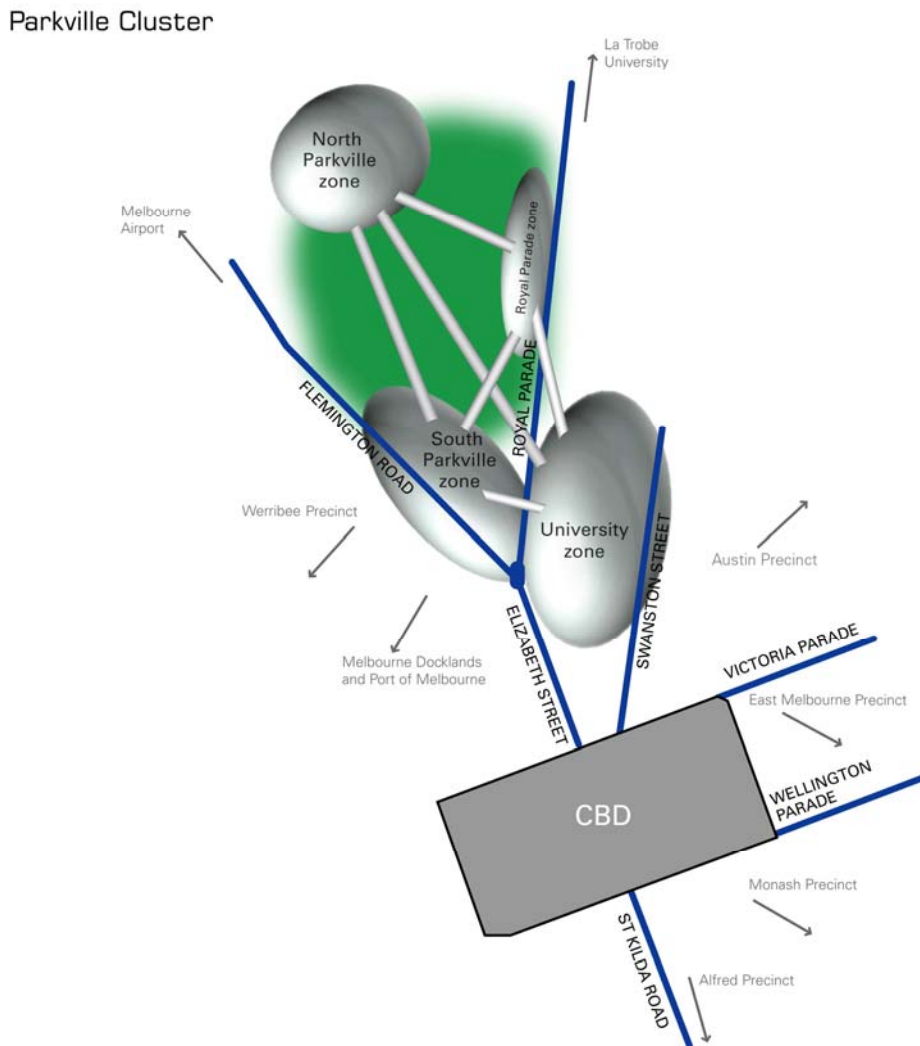 Parkville Cluster
La Trobe
University
North
Parkville
zone
Royal Parade zone
Melbourne
Airport
FLEMINGTON ROAD
ROYAL PARADE
South
Parkville
zone
University
zone
SWANSTON STREET
Werribee Precinct
Austin Precinct
Melbourne Docklands
and Port of Melbourne
ELIZABETH STREET
VICTORIA PARADE
East Melbourne Precinct
WELLINGTON
PARADE
CBD
Monash Precinct
ST KILDA ROAD
Alfred Precinct